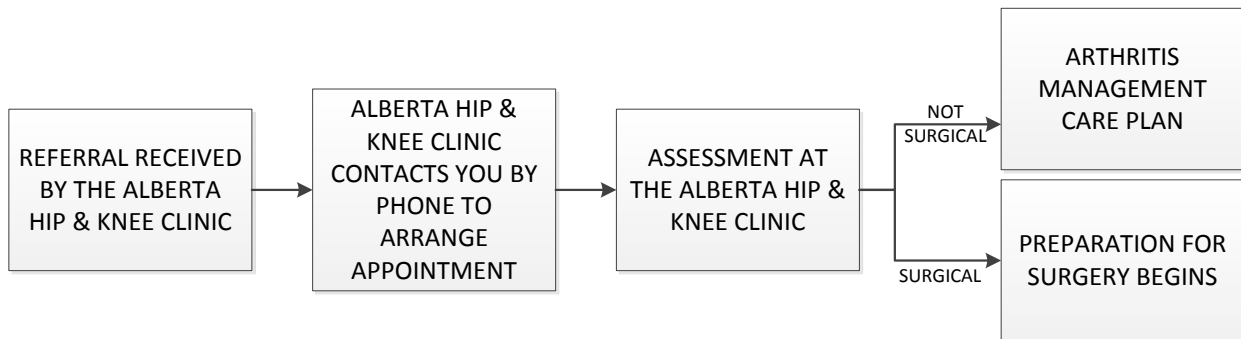 REFERRAL RECEIVED
BY THE ALBERTA
HIP & KNEE CLINIC
ALBERTA HIP &
KNEE CLINIC
CONTACTS YOU BY
PHONE TO
ARRANGE
APPOINTMENT
ASSESSMENT AT
THE ALBERTA HIP &
KNEE CLINIC
NOT
SURGICAL
ARTHRITIS
MANAGEMENT
CARE PLAN
SURGICAL
PREPARATION FOR
SURGERY BEGINS